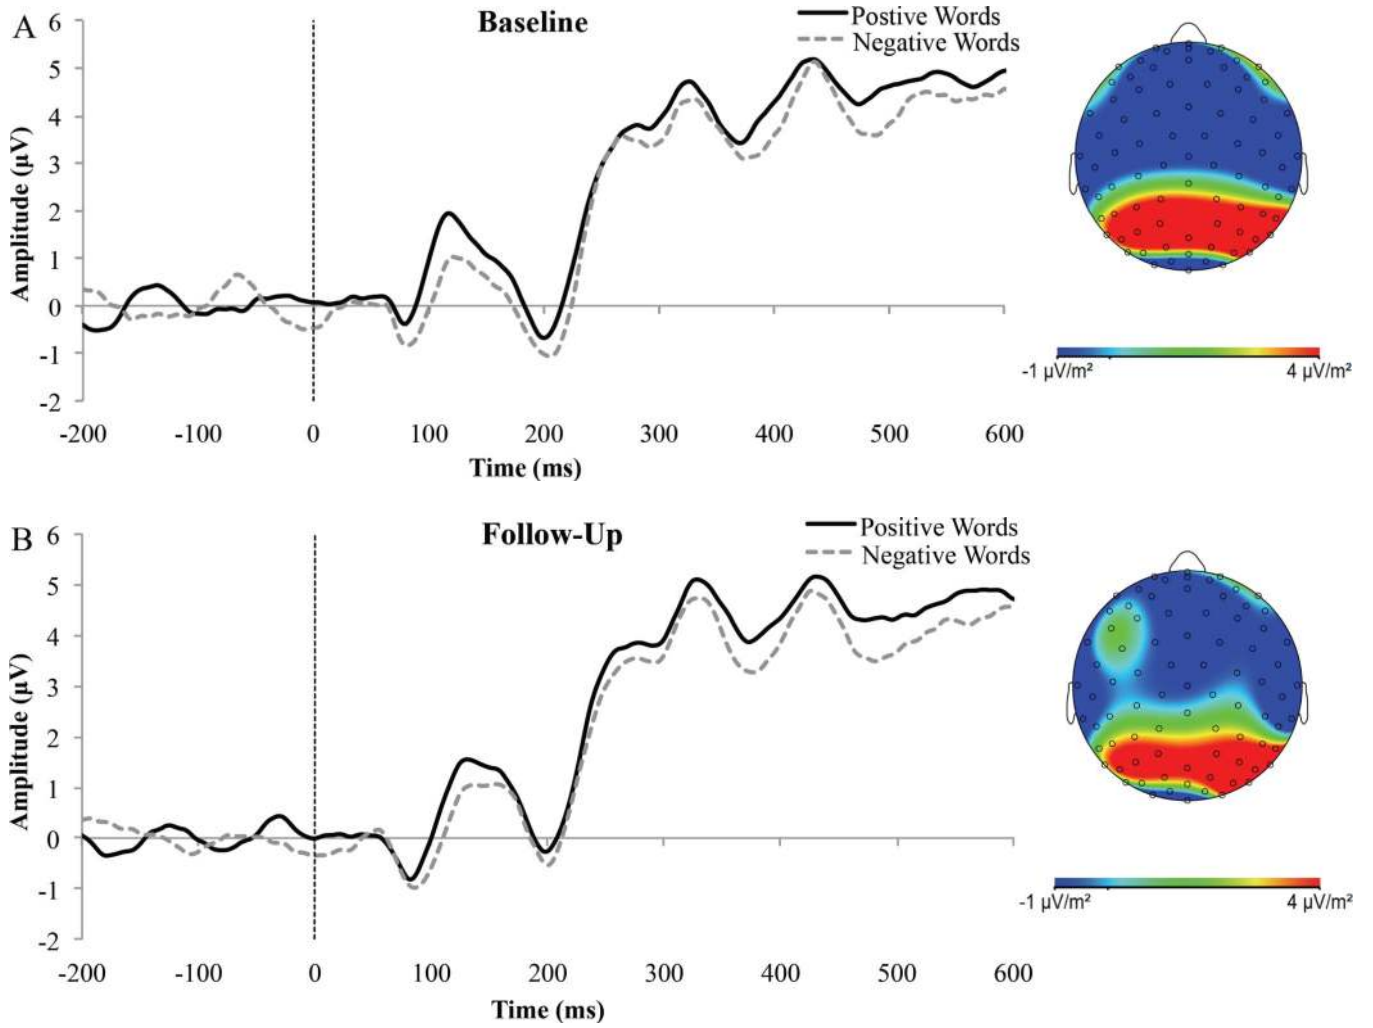 A
Baseline
Postive Words
Negative Words
6
5
4
3
2
1
0
-1
-2
Amplitude (µV)
-200 -100 0 100 200 300 400 500 600
Time (ms)
-1 µV/m² 4 µV/m²
B
Follow-Up
Positive Words
Negative Words
6
5
4
3
2
1
0
-1
-2
Amplitude (µV)
-200 -100 0 100 200 300 400 500 600
Time (ms)
-1 µV/m² 4 µV/m²